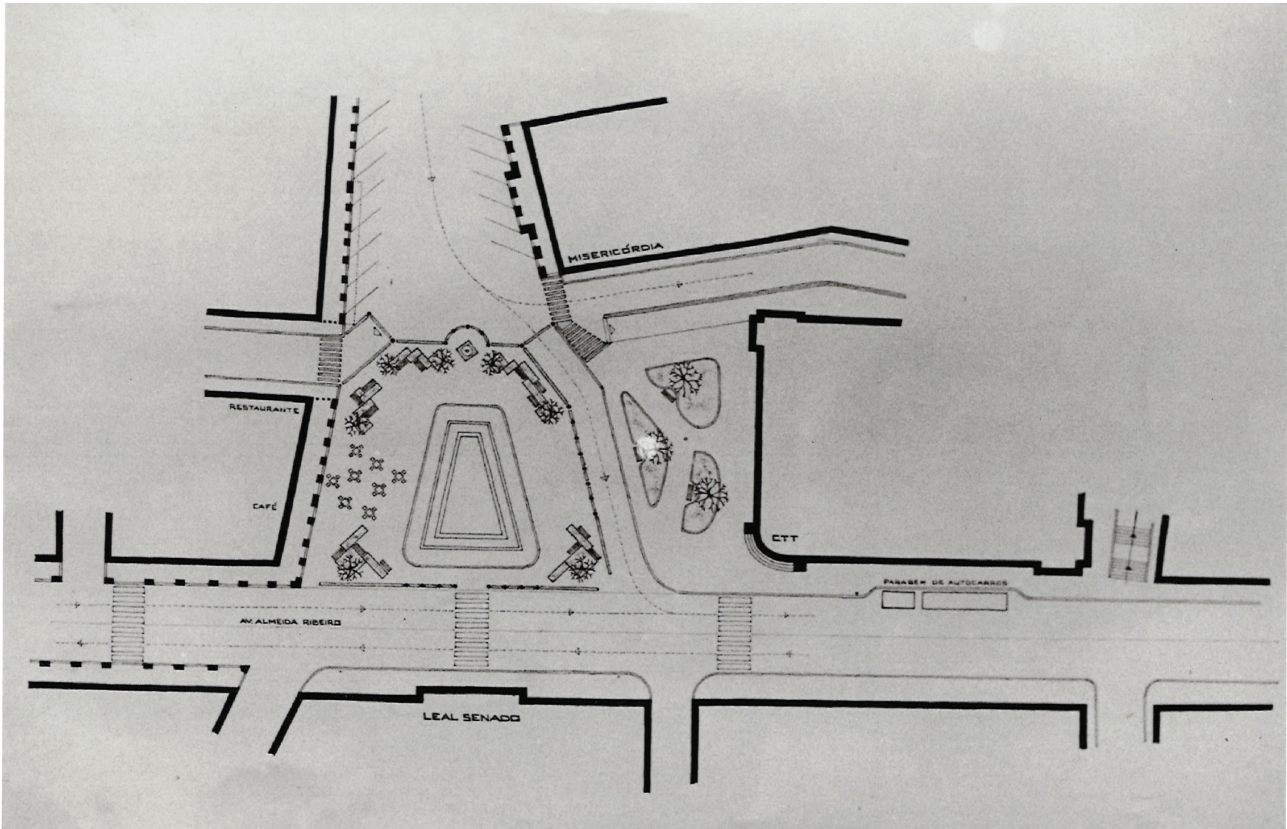 MISERICÓRDIA
RESTAURANTE
CAFÉ
CTT
PARAGEM DE AUTOCARROS
AV. ALMEIDA RIBEIRO
LEAL SENADO